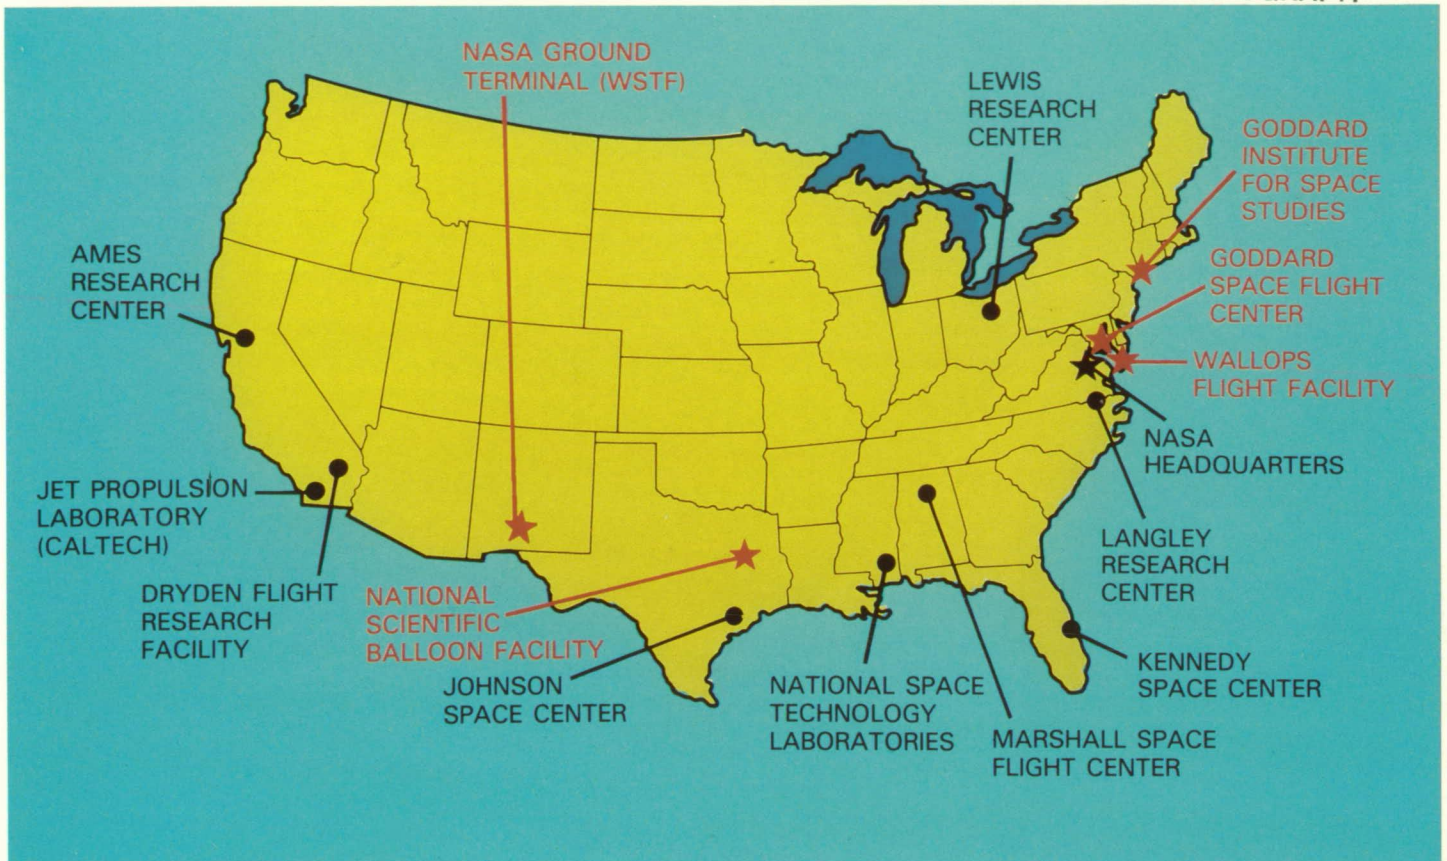 NASA GROUND
TERMINAL (WSTF)
LEWIS
RESEARCH
CENTER
GODDARD
INSTITUTE
FOR SPACE
STUDIES
AMES
RESEARCH
CENTER
GODDARD
SPACE FLIGHT
CENTER
WALLOPS
FLIGHT FACILITY
NASA
HEADQUARTERS
JET PROPULSION
LABORATORY
(CALTECH)
LANGLEY
RESEARCH
CENTER
DRYDEN FLIGHT
RESEARCH
FACILITY
NATIONAL
SCIENTIFIC
BALLOON FACILITY
JOHNSON
SPACE CENTER
NATIONAL SPACE
TECHNOLOGY
LABORATORIES
KENNEDY
SPACE CENTER
MARSHALL SPACE
FLIGHT CENTER